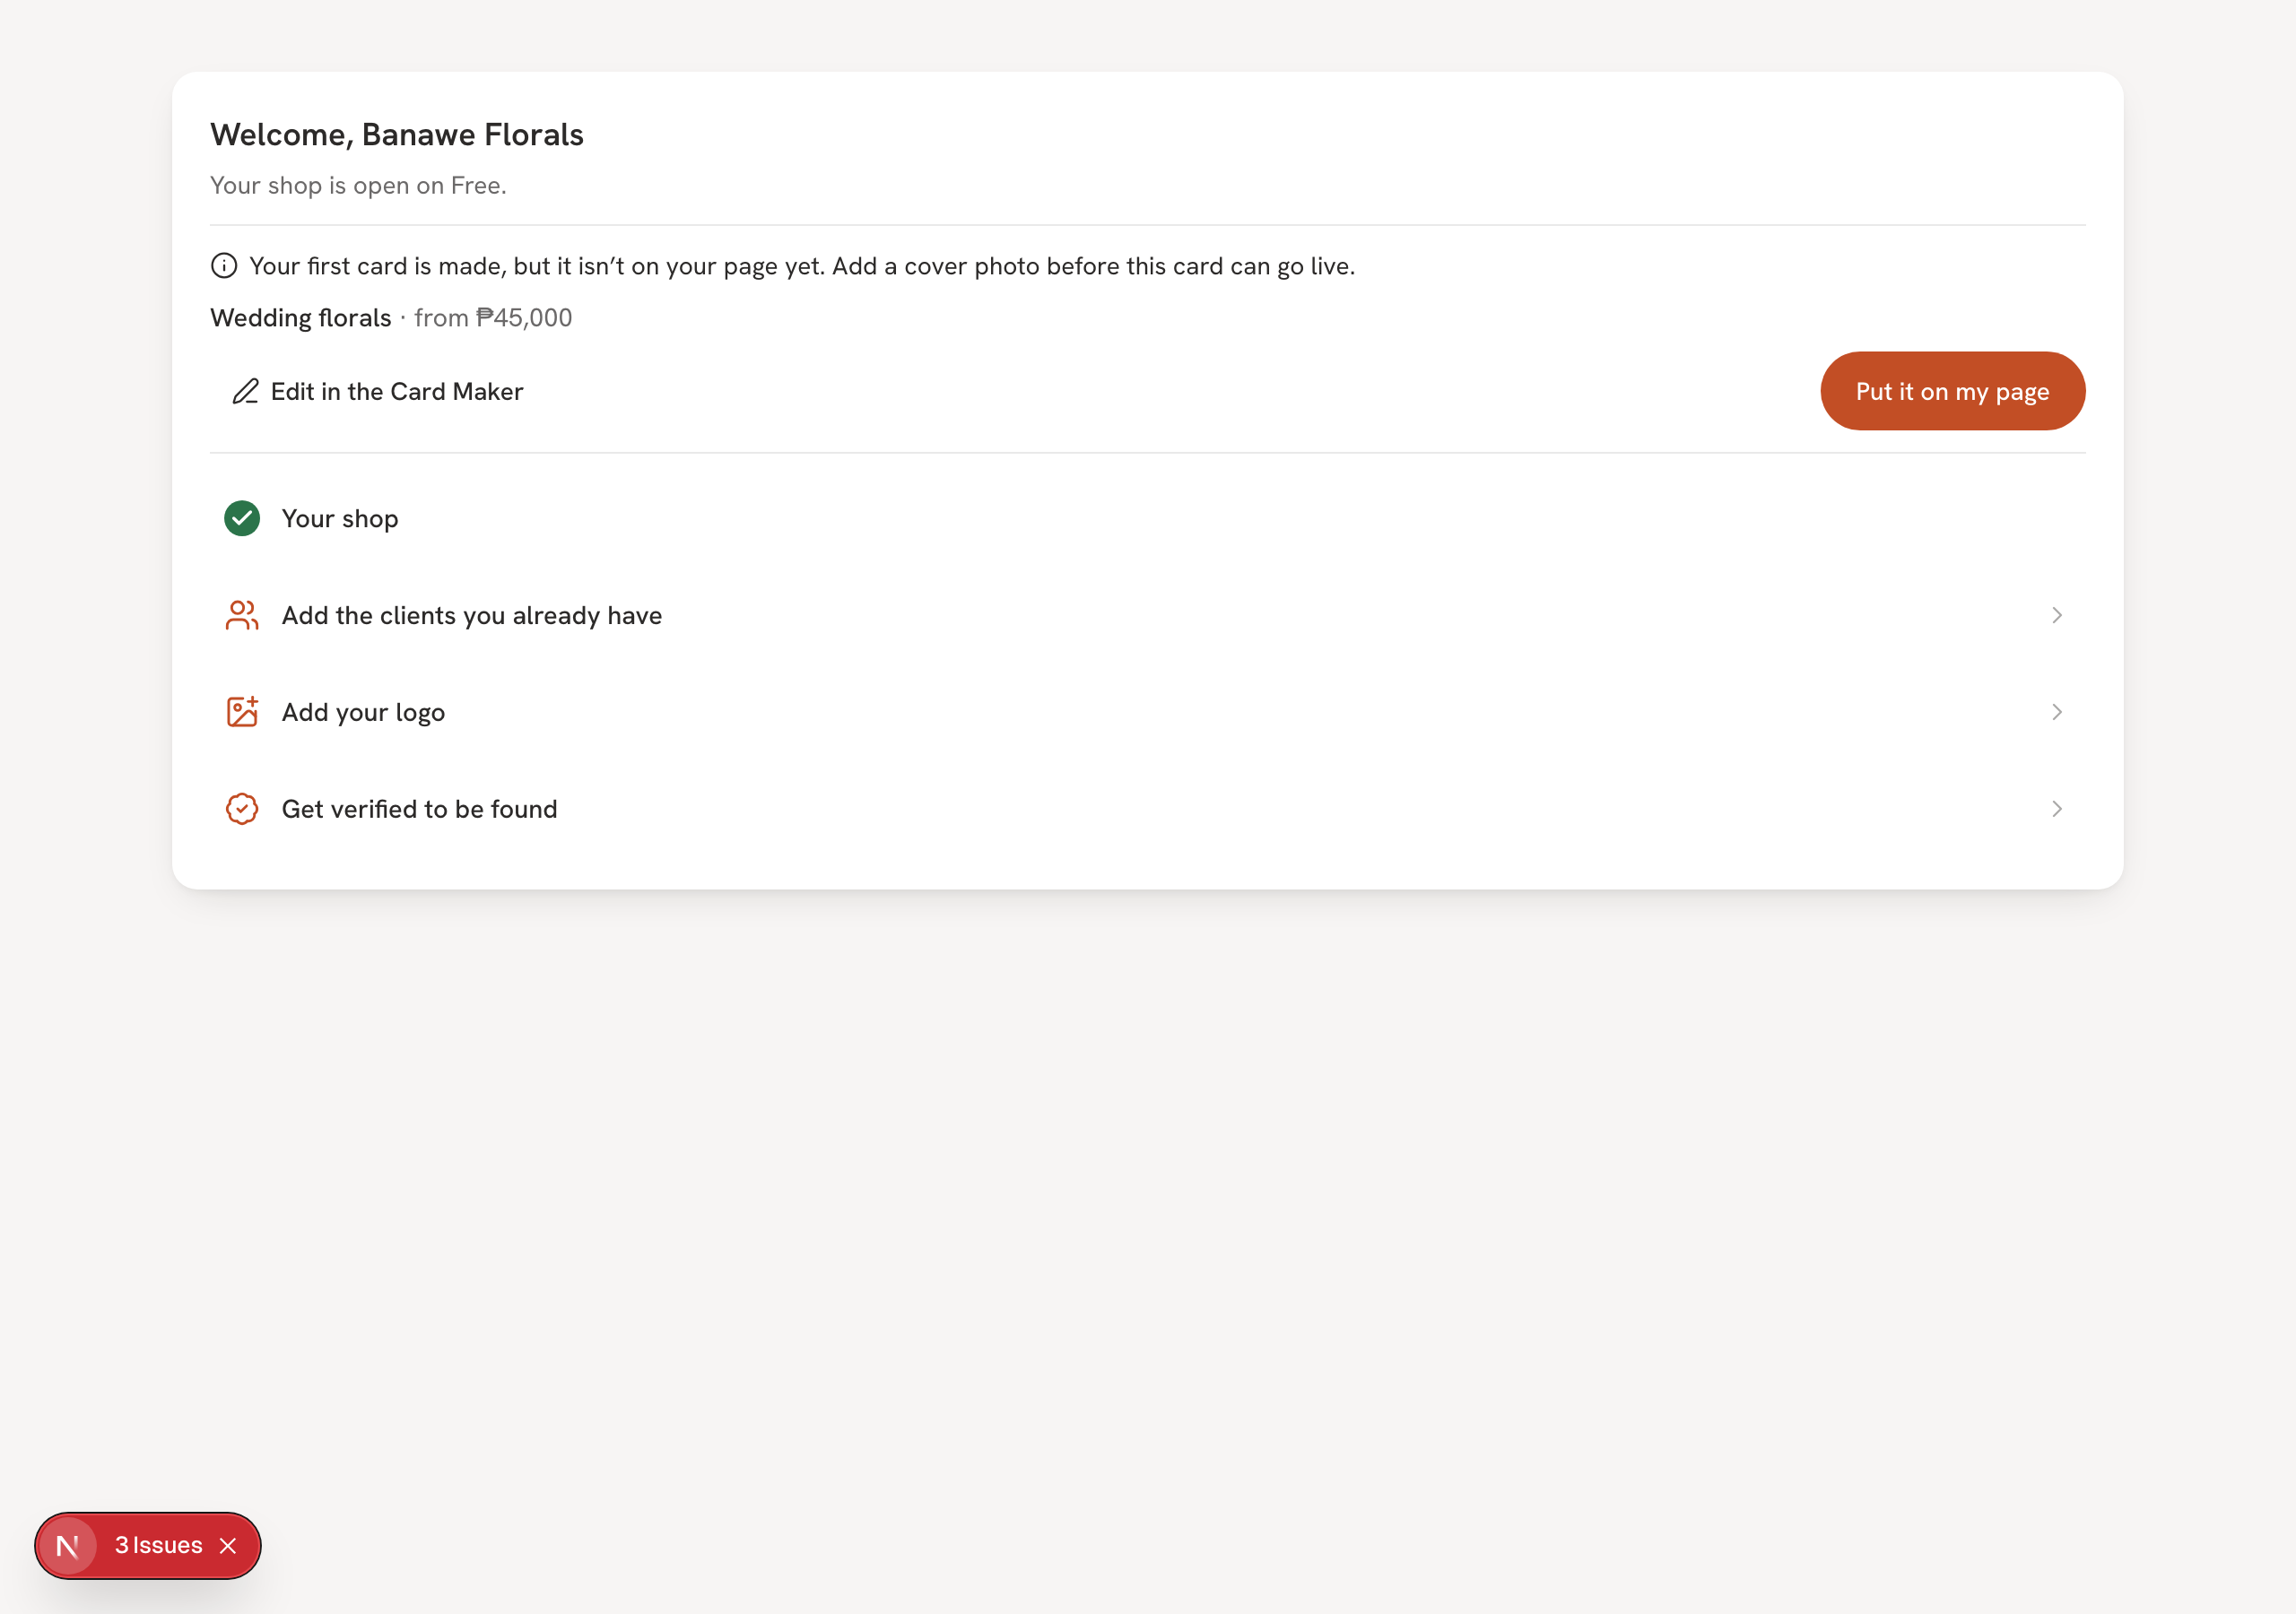 Welcome, Banawe Florals
Your shop is open on Free.
Your first card is made, but it isn’t on your page yet. Add a cover photo before this card can go live.
Wedding florals · from ₱45,000
Edit in the Card Maker
Put it on my page
Your shop
Add the clients you already have
Add your logo
Get verified to be found
N 3 Issues